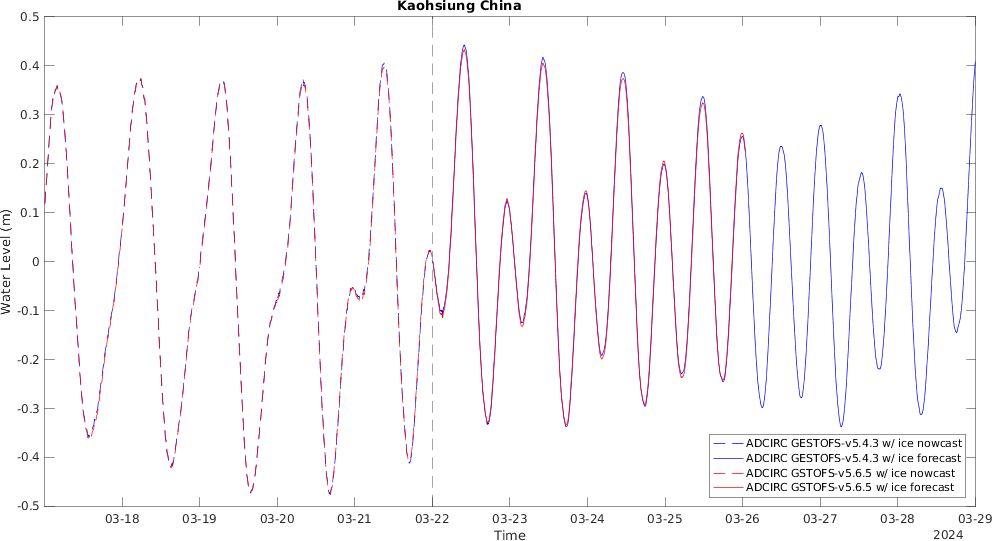 Kaohsiung China
0.5
0.4
0.3
0.2
0.1
0
-0.1
-0.2
-0.3
-0.4
-0.5
Water Level (m)
ADCIRC GESTOFS-v5.4.3 w/ ice nowcast
ADCIRC GESTOFS-v5.4.3 w/ ice forecast
ADCIRC GSTOFS-v5.6.5 w/ ice nowcast
ADCIRC GSTOFS-v5.6.5 w/ ice forecast
03-18 03-19 03-20 03-21 03-22 03-23 03-24 03-25 03-26 03-27 03-28 03-29
Time
2024